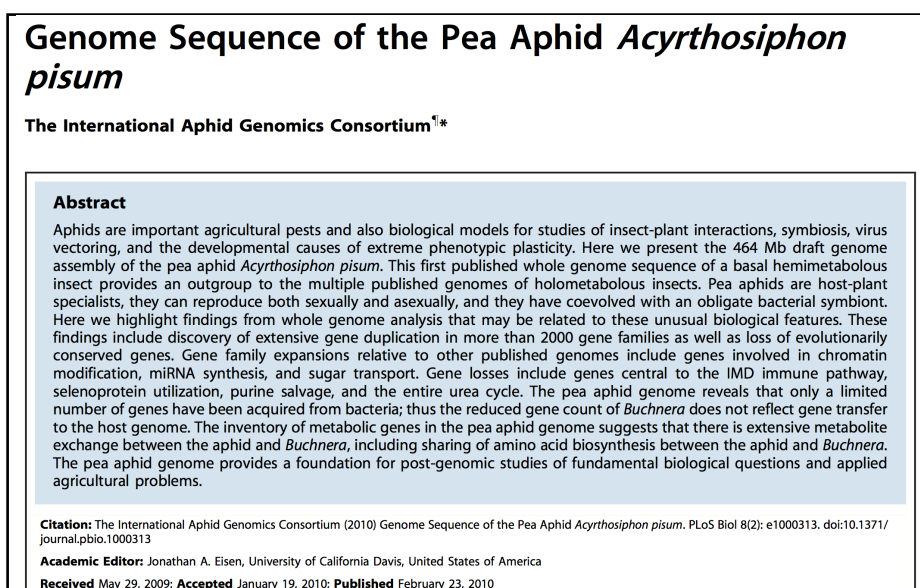 Genome Sequence of the Pea Aphid Acyrthosiphon
pisum
The International Aphid Genomics Consortium¶*
Abstract
Aphids are important agricultural pests and also biological models for studies of insect-plant interactions, symbiosis, virus
vectoring, and the developmental causes of extreme phenotypic plasticity. Here we present the 464 Mb draft genome
assembly of the pea aphid Acyrthosiphon pisum. This first published whole genome sequence of a basal hemimetabolous
insect provides an outgroup to the multiple published genomes of holometabolous insects. Pea aphids are host-plant
specialists, they can reproduce both sexually and asexually, and they have coevolved with an obligate bacterial symbiont.
Here we highlight findings from whole genome analysis that may be related to these unusual biological features. These
findings include discovery of extensive gene duplication in more than 2000 gene families as well as loss of evolutionarily
conserved genes. Gene family expansions relative to other published genomes include genes involved in chromatin
modification, miRNA synthesis, and sugar transport. Gene losses include genes central to the IMD immune pathway,
selenoprotein utilization, purine salvage, and the entire urea cycle. The pea aphid genome reveals that only a limited
number of genes have been acquired from bacteria; thus the reduced gene count of Buchnera does not reflect gene transfer
to the host genome. The inventory of metabolic genes in the pea aphid genome suggests that there is extensive metabolite
exchange between the aphid and Buchnera, including sharing of amino acid biosynthesis between the aphid and Buchnera.
The pea aphid genome provides a foundation for post-genomic studies of fundamental biological questions and applied
agricultural problems.
Citation: The International Aphid Genomics Consortium (2010) Genome Sequence of the Pea Aphid Acyrthosiphon pisum. PLoS Biol 8(2): e1000313. doi:10.1371/
journal.pbio.1000313
Academic Editor: Jonathan A. Eisen, University of California Davis, United States of America
Received May 29, 2009; Accepted January 19, 2010; Published February 23, 2010